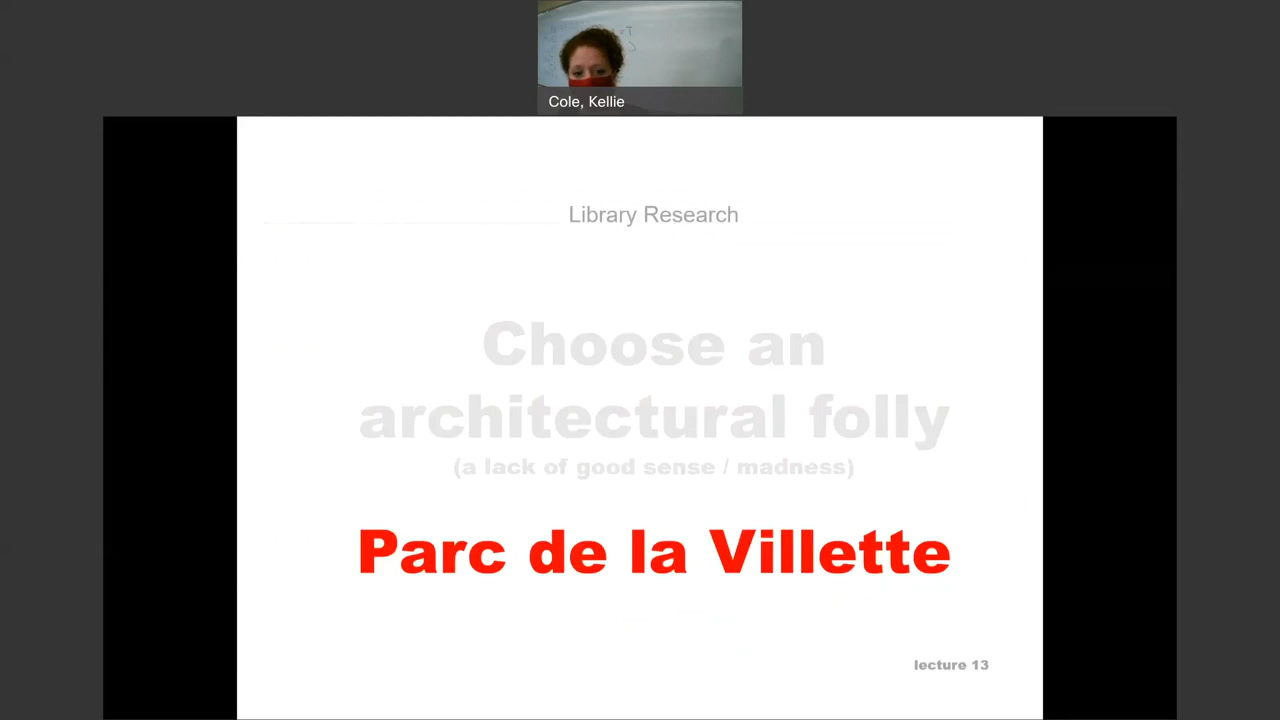 Cole, Kellie
Library Research
Choose an
architectural folly
(a lack of good sense / madness)
Parc de la Villette
lecture 13